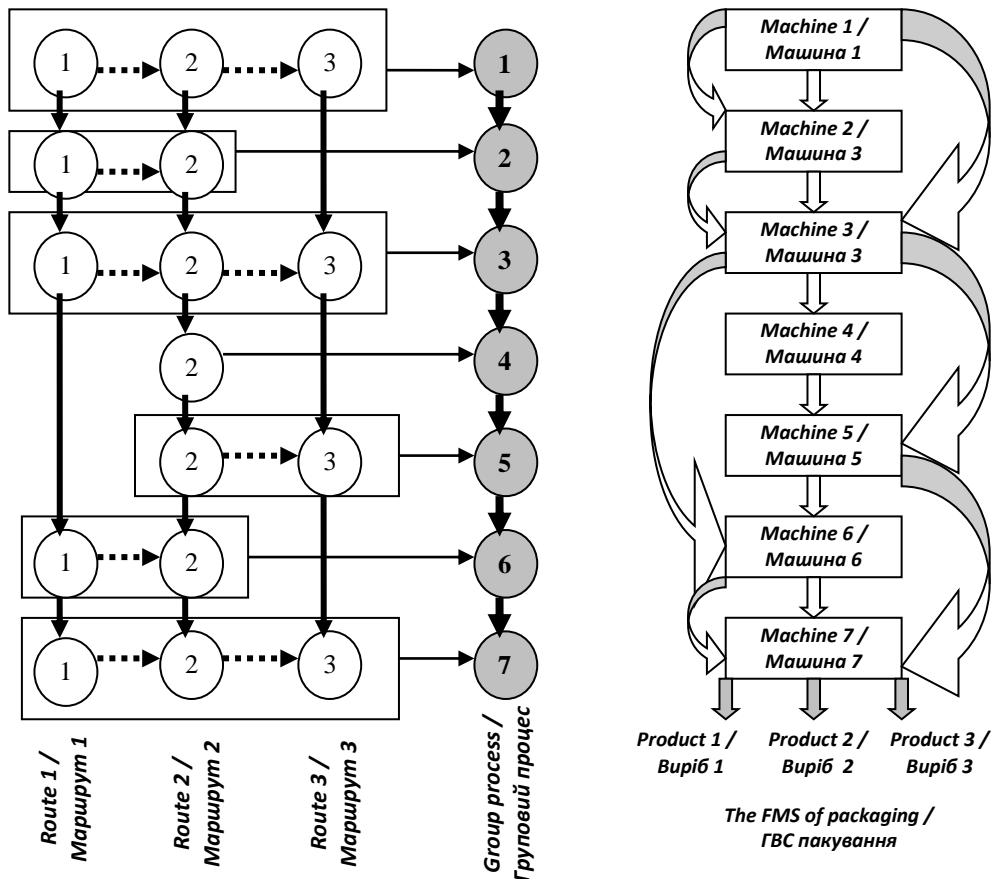 1 2 3 1
1 2 2
1 2 3 3
2 4
2 3 5
1 2 6
1 2 3 7
Route 1 /
Маршрут 1
Route 2 /
Маршрут 2
Route 3 /
Маршрут 3
Group process /
Груповий процес
Machine 1 /
Машина 1
Machine 2 /
Машина 3
Machine 3 /
Машина 3
Machine 4 /
Машина 4
Machine 5 /
Машина 5
Machine 6 /
Машина 6
Machine 7 /
Машина 7
Product 1 /
Виріб 1
Product 2 /
Виріб 2
Product 3 /
Виріб 3
The FMS of packaging /
ГВС пакування